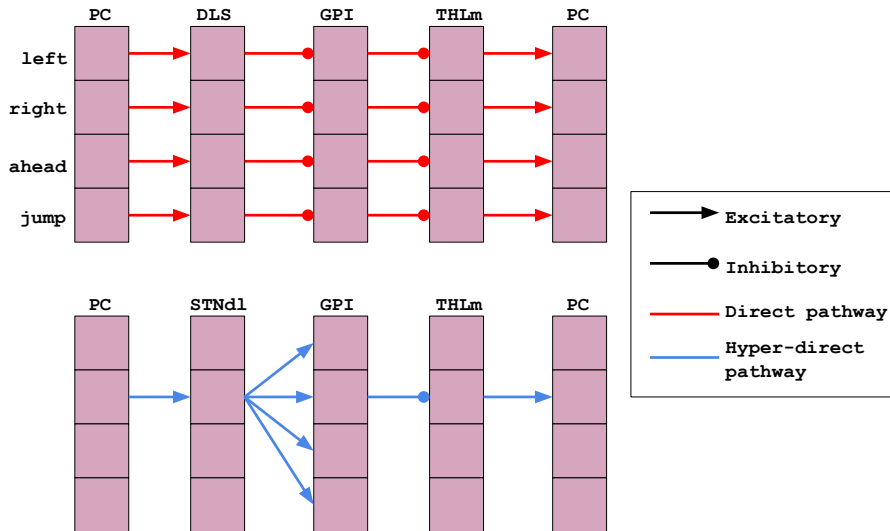 PC DLS GPI THLm PC
left
right
ahead
jump
PC STNdl GPI THLm PC
Excitatory
Inhibitory
Direct pathway
Hyper-direct
pathway